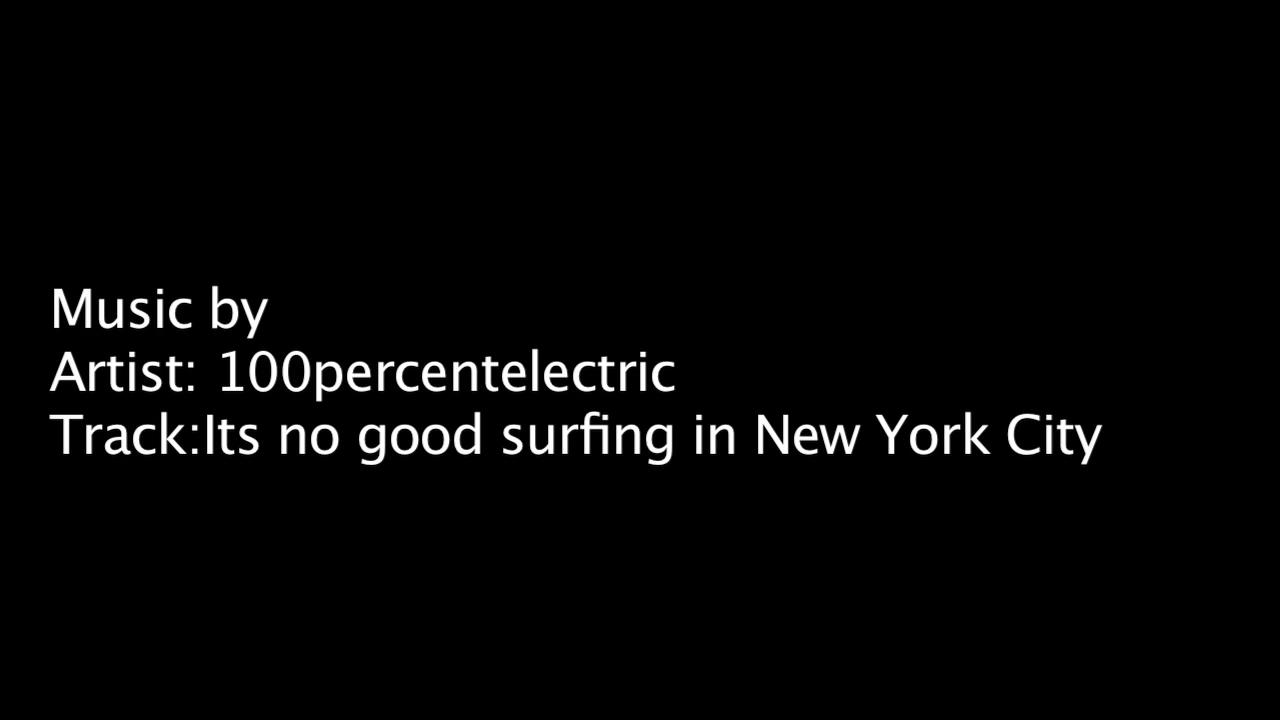 Music by
Artist: 100percentelectric
Track:Its no good surfing in New York City